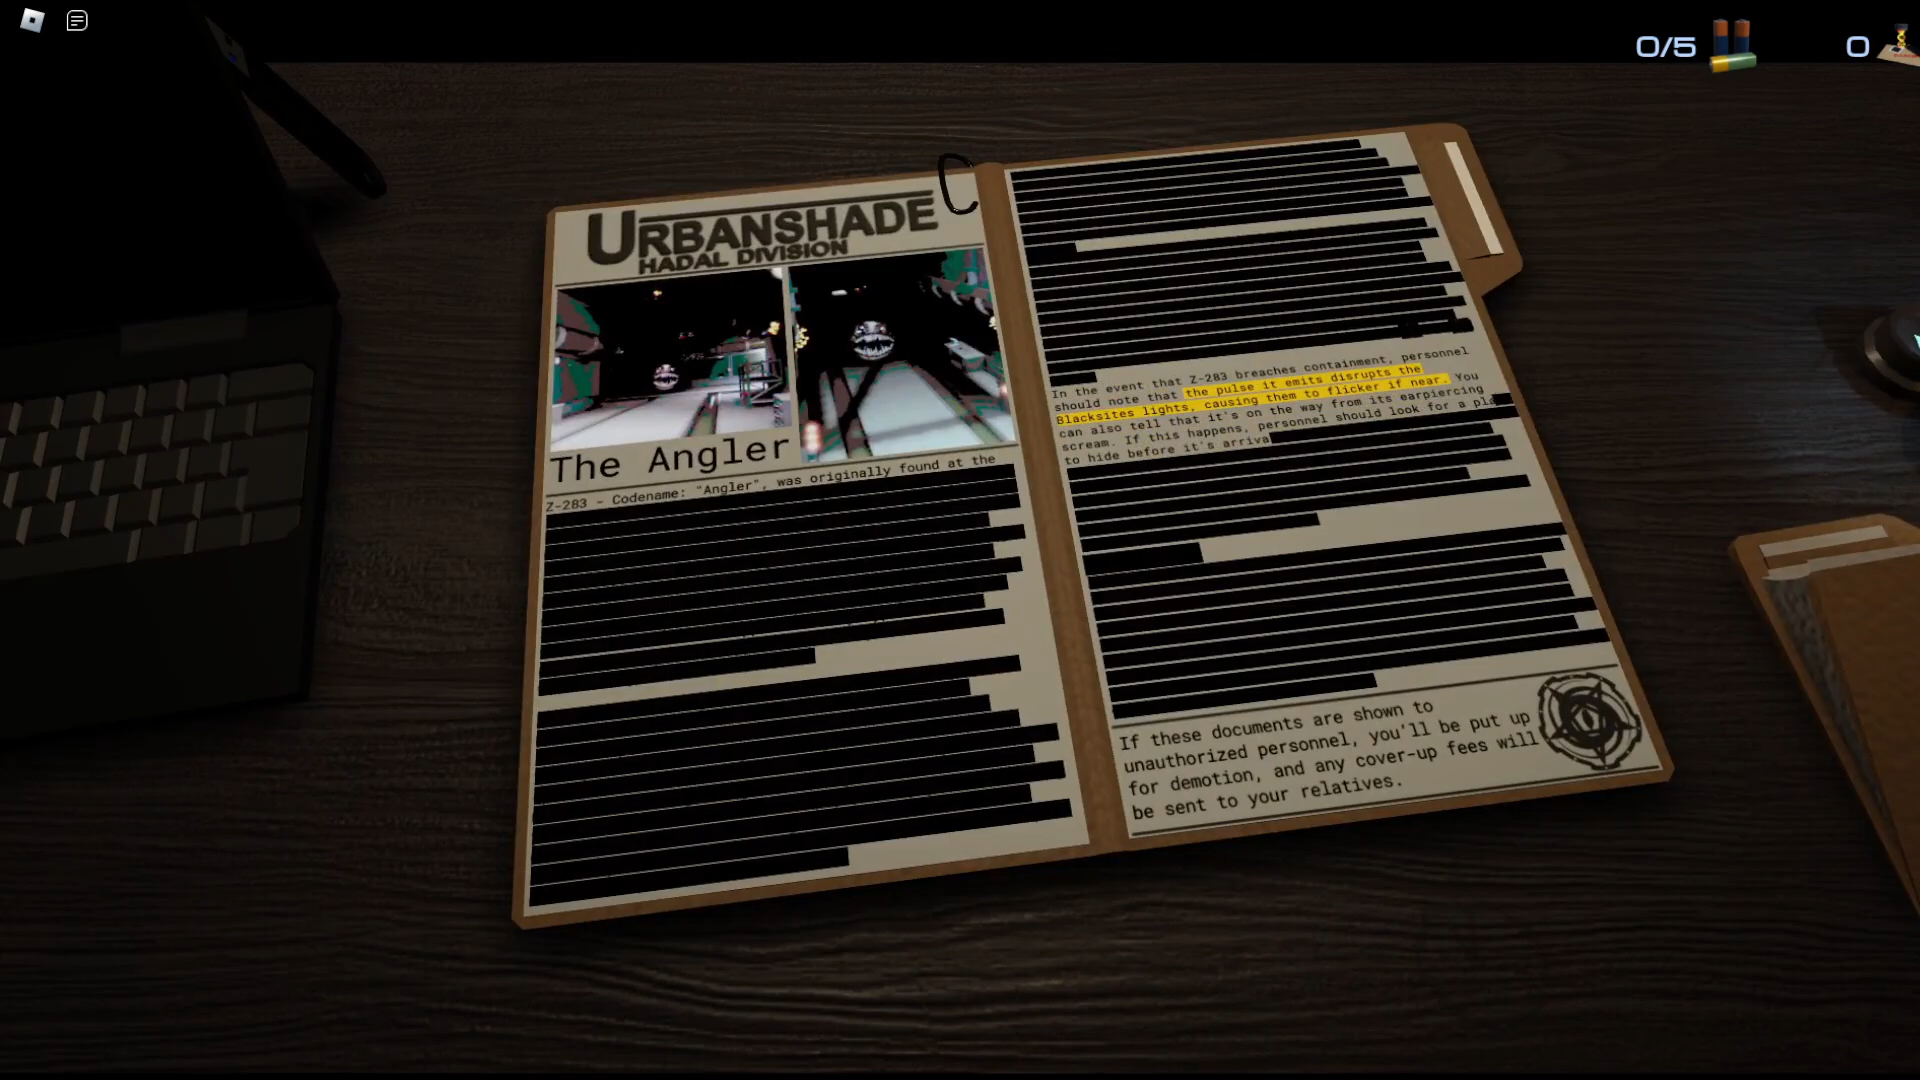 0/5
0
URBANSHADE
HADAL DIVISION
The Angler
Z-283 - Codename: "Angler", was originally found at the
In the event that Z-283 breaches containment, personnel
should note that the pulse it emits disrupts the
Blacksites lights, causing them to flicker if near. You
can also tell that it's on the way from its earpiercing
scream. If this happens, personnel should look for a pla
to hide before it's arriva
If these documents are shown to
unauthorized personnel, you'll be put up
for demotion, and any cover-up fees will
be sent to your relatives.